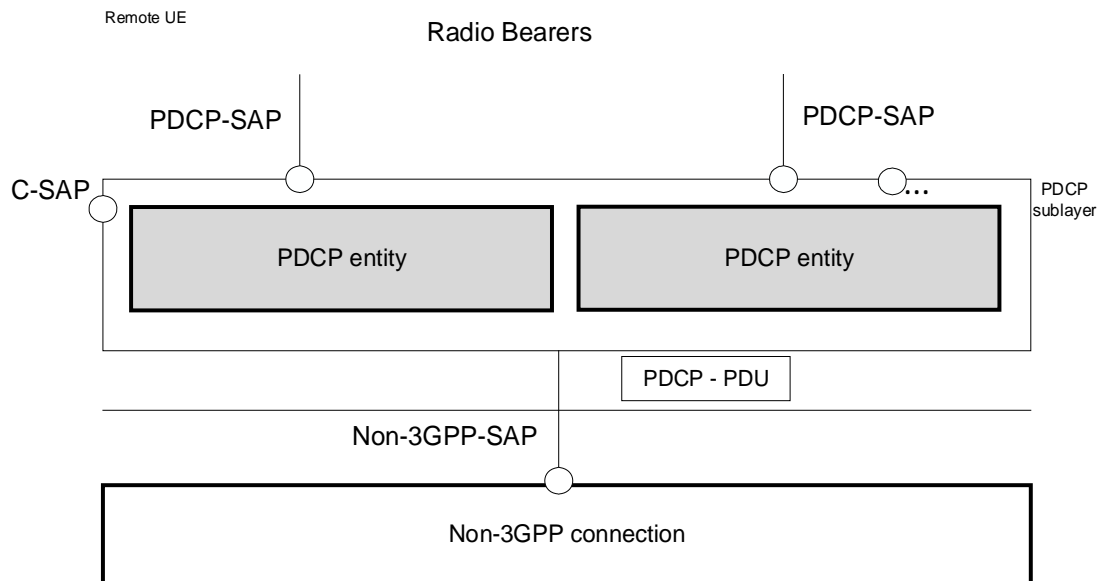 Remote UE
Radio Bearers
PDCP-SAP
PDCP-SAP
C-SAP
...
PDCP
sublayer
PDCP entity
PDCP entity
PDCP - PDU
Non-3GPP-SAP
Non-3GPP connection